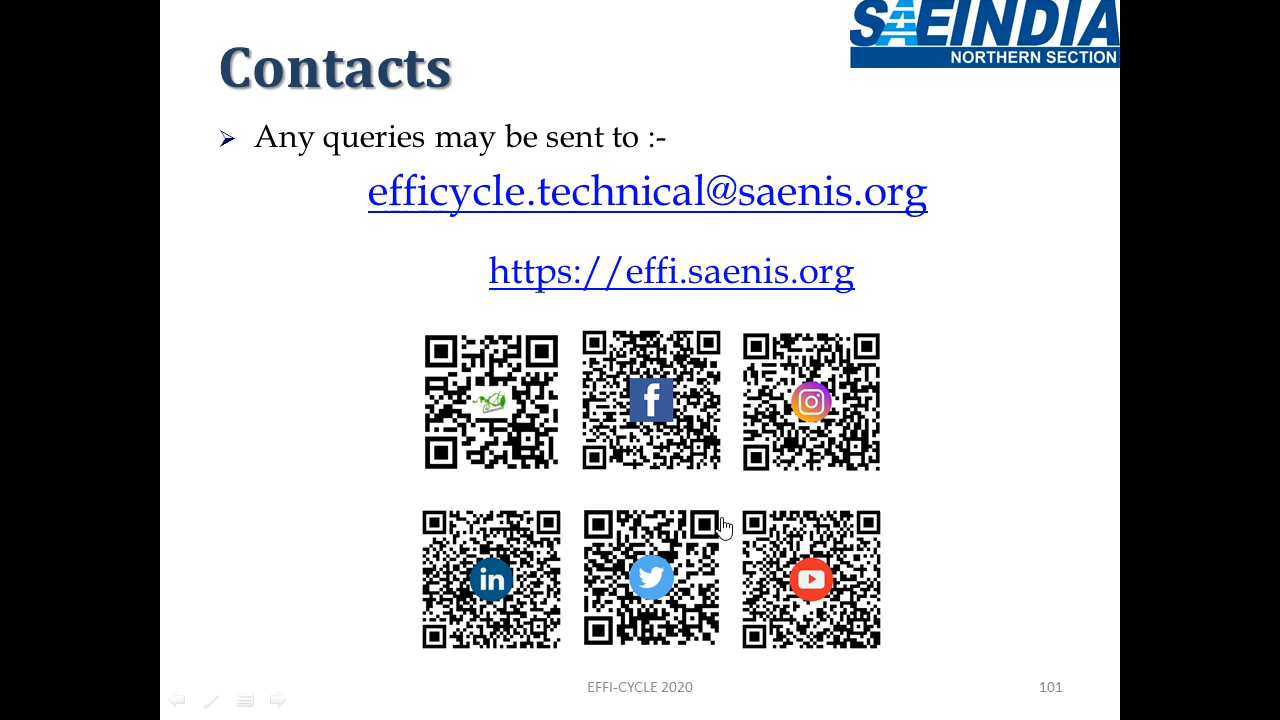 SAEINDIA
NORTHERN SECTION
Contacts
Any queries may be sent to :-
efficycle.technical@saenis.org
https://effi.saenis.org
f
in
EFFI-CYCLE 2020
101